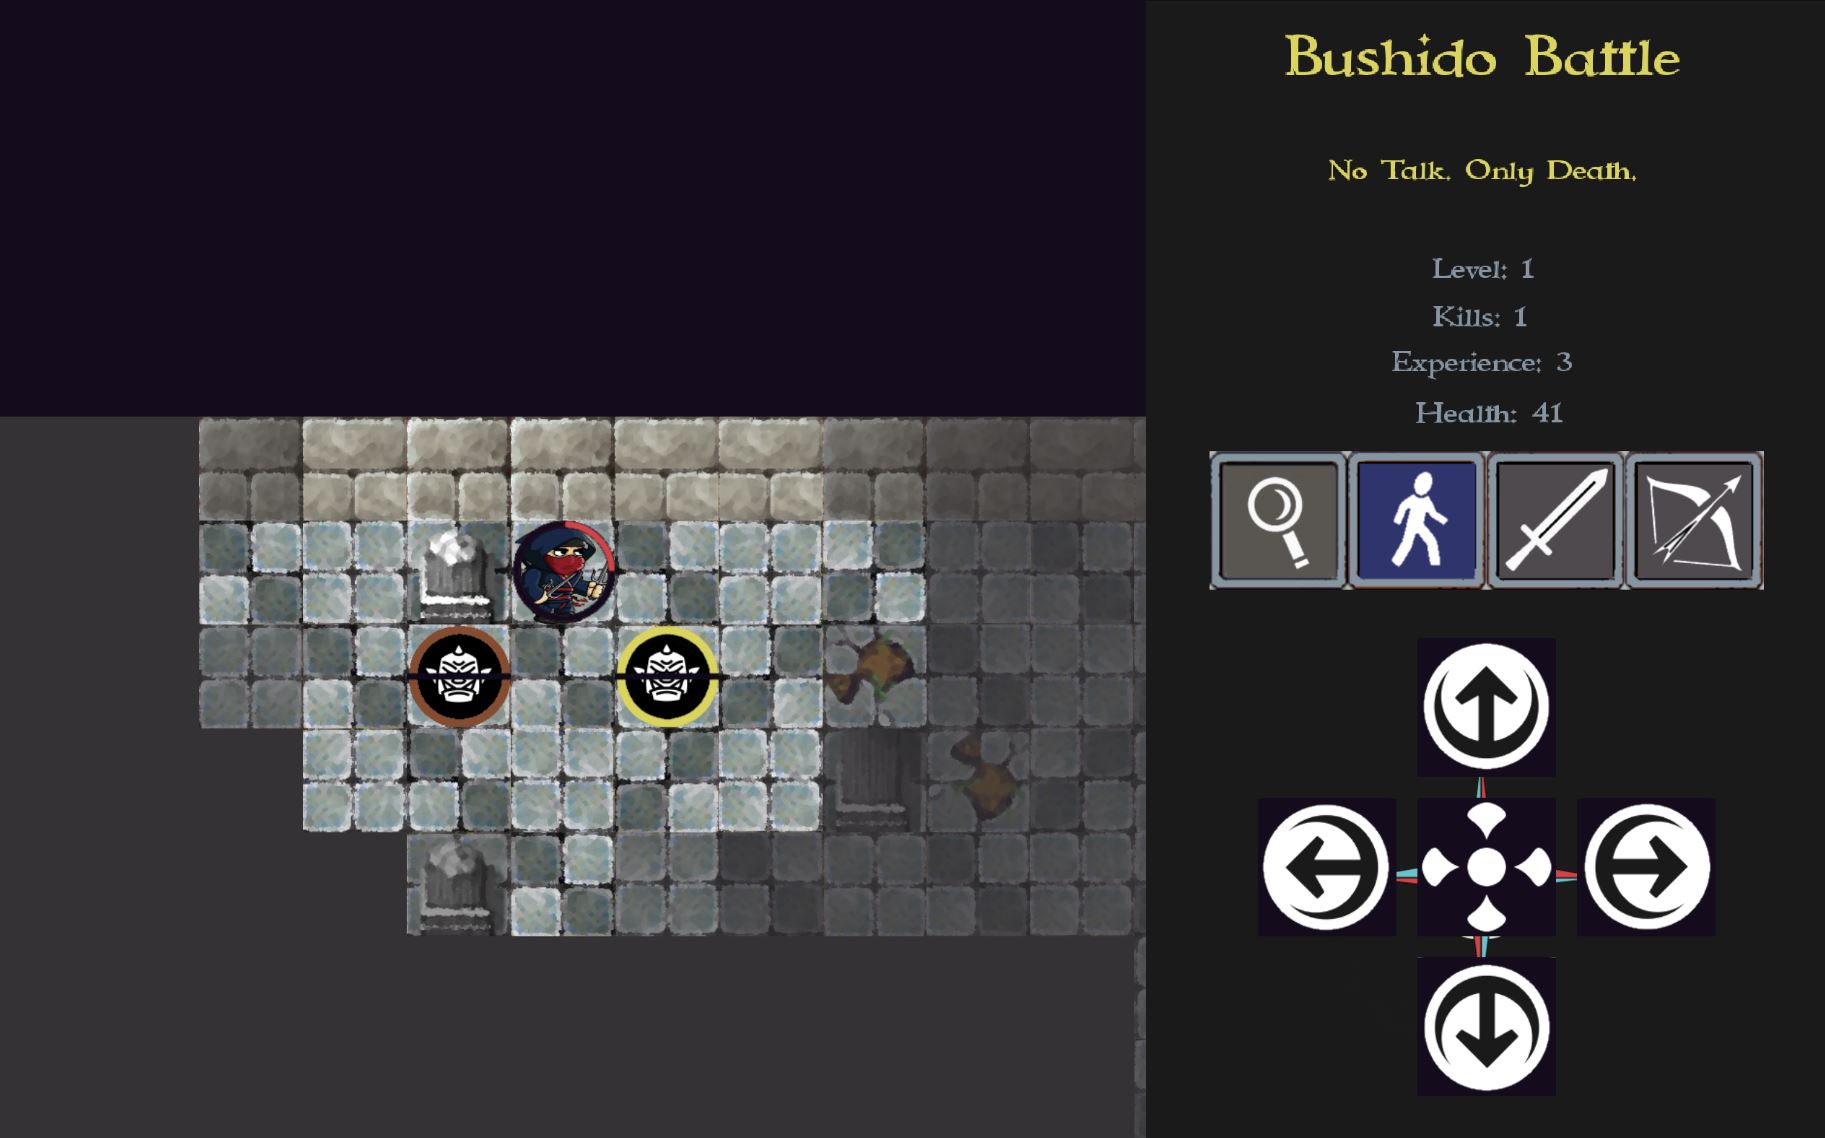 Bushido Battle
No Talk. Only Death.
Level: 1
Kills: 1
Experience: 3
Health: 41